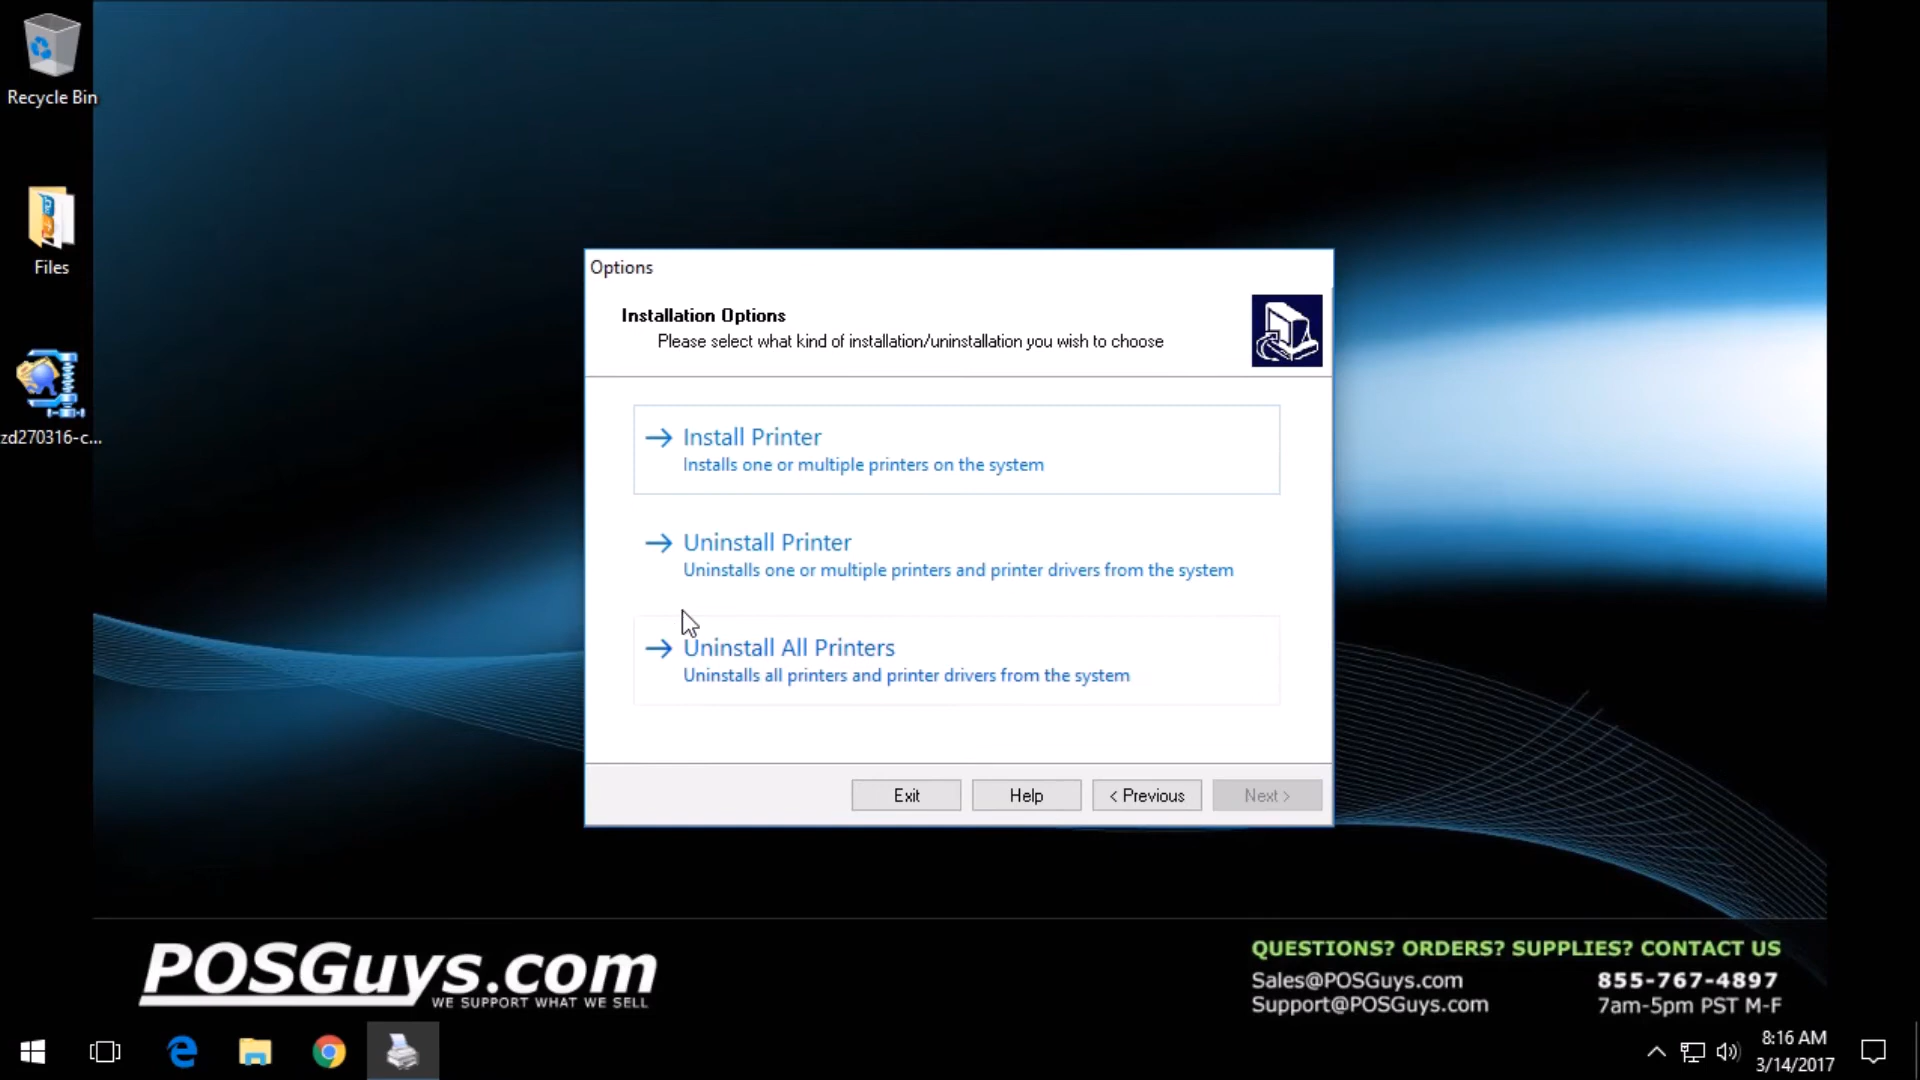 Recycle Bin
Files
zd270316-c...
Options
Installation Options
Please select what kind of installation/uninstallation you wish to choose
Install Printer
Installs one or multiple printers on the system
Uninstall Printer
Uninstalls one or multiple printers and printer drivers from the system
Uninstall All Printers
Uninstalls all printers and printer drivers from the system
Exit
Help
< Previous
Next >
POSGuys.com
WE SUPPORT WHAT WE SELL
QUESTIONS? ORDERS? SUPPLIES? CONTACT US
Sales@POSGuys.com 855-767-4897
Support@POSGuys.com 7am-5pm PST M-F
8:16 AM
3/14/2017